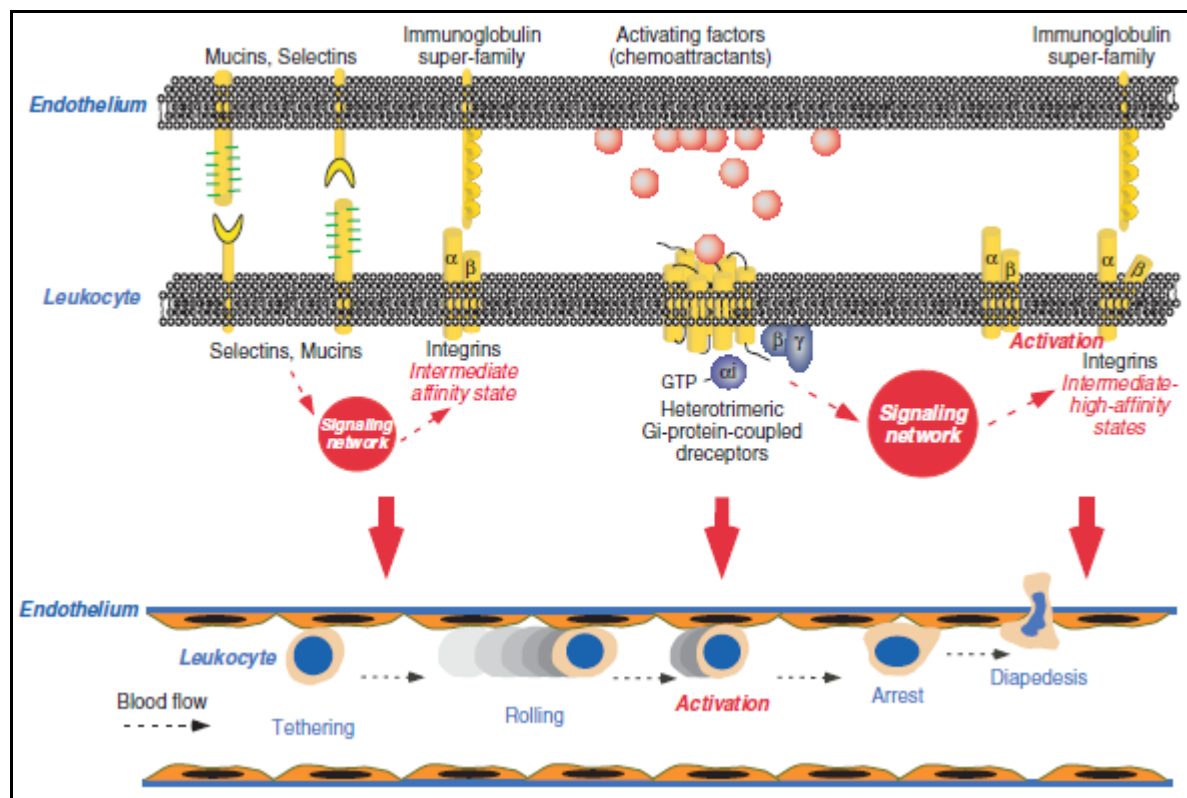 Mucins, Selectins
Immunoglobulin
super-family
Activating factors
(chemoattractants)
Immunoglobulin
super-family
Endothelium
α
β
α
β
α
β
Leukocyte
β
γ
αi
GTP
Selectins, Mucins
Integrins
Intermediate
affinity state
Signaling
network
Heterotrimeric
Gi-protein-coupled
dreceptors
Signaling
network
Activation
Integrins
Intermediate-
high-affinity
states
Endothelium
Leukocyte
Blood flow
Tethering
Rolling
Activation
Arrest
Diapedesis